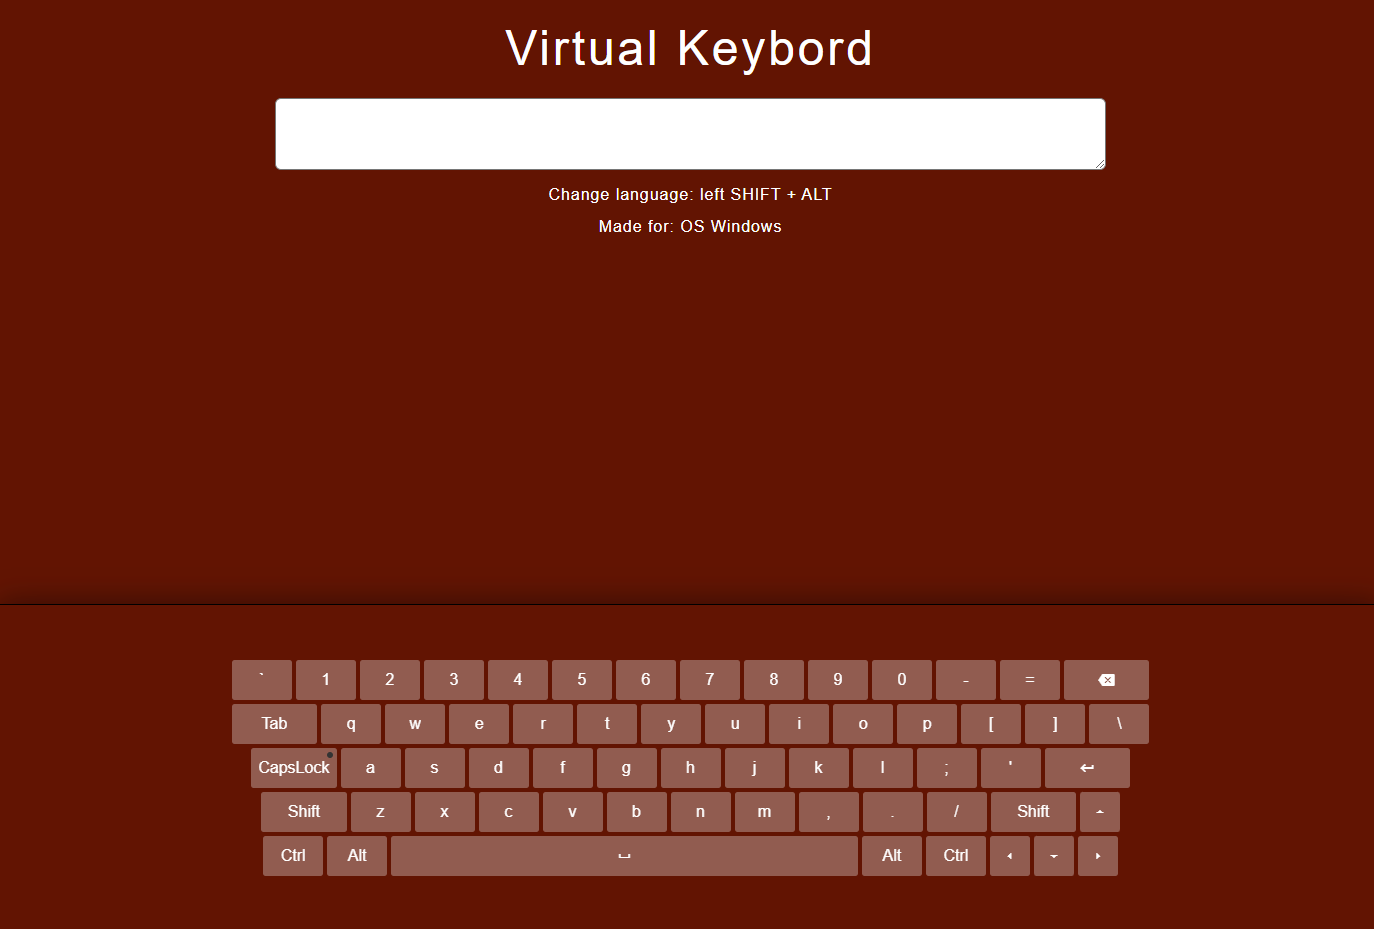 Virtual Keybord
Change language: left SHIFT + ALT
Made for: OS Windows
` 1 2 3 4 5 6 7 8 9 0 - =
Tab q w e r t y u i o p [ ] \
CapsLock a s d f g h j k l ; '
Shift z x c v b n m , . / Shift
Ctrl Alt Alt Ctrl